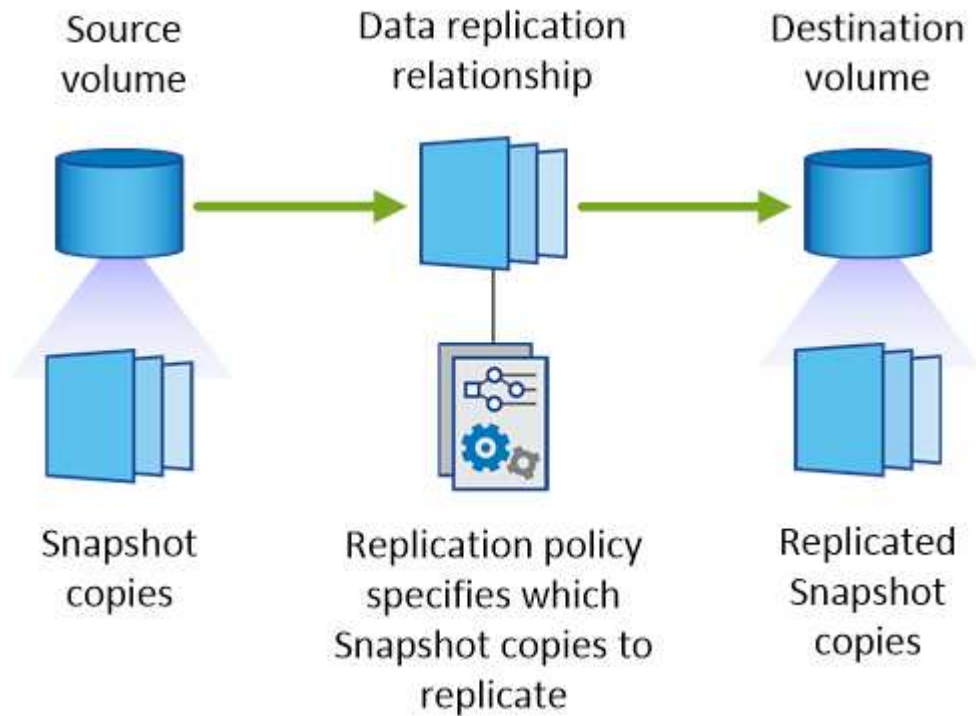 Source
volume
Data replication
relationship
Destination
volume
Snapshot
copies
Replication policy
specifies which
Snapshot copies to
replicate
Replicated
Snapshot
copies